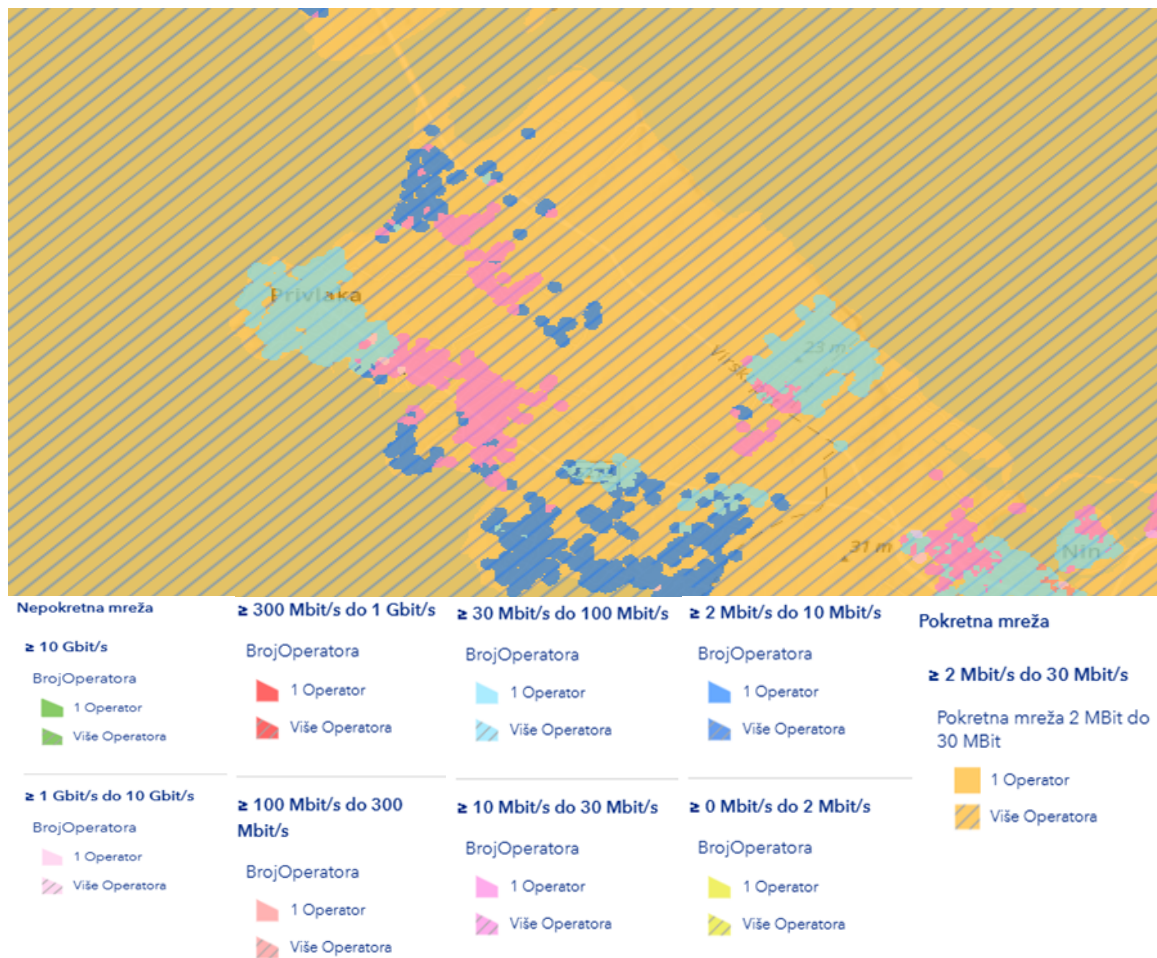 Privlaka
23 m
Virsk
31 m
Nin
Nepokretna mreža
≥ 10 Gbit/s
BrojOperatora
1 Operator
Više Operatora
≥ 1 Gbit/s do 10 Gbit/s
BrojOperatora
1 Operator
Više Operatora
≥ 300 Mbit/s do 1 Gbit/s
BrojOperatora
1 Operator
Više Operatora
≥ 100 Mbit/s do 300
Mbit/s
BrojOperatora
1 Operator
Više Operatora
≥ 30 Mbit/s do 100 Mbit/s
BrojOperatora
1 Operator
Više Operatora
≥ 10 Mbit/s do 30 Mbit/s
BrojOperatora
1 Operator
Više Operatora
≥ 2 Mbit/s do 10 Mbit/s
BrojOperatora
1 Operator
Više Operatora
≥ 0 Mbit/s do 2 Mbit/s
BrojOperatora
1 Operator
Više Operatora
Pokretna mreža
≥ 2 Mbit/s do 30 Mbit/s
Pokretna mreža 2 MBit do
30 MBit
1 Operator
Više Operatora